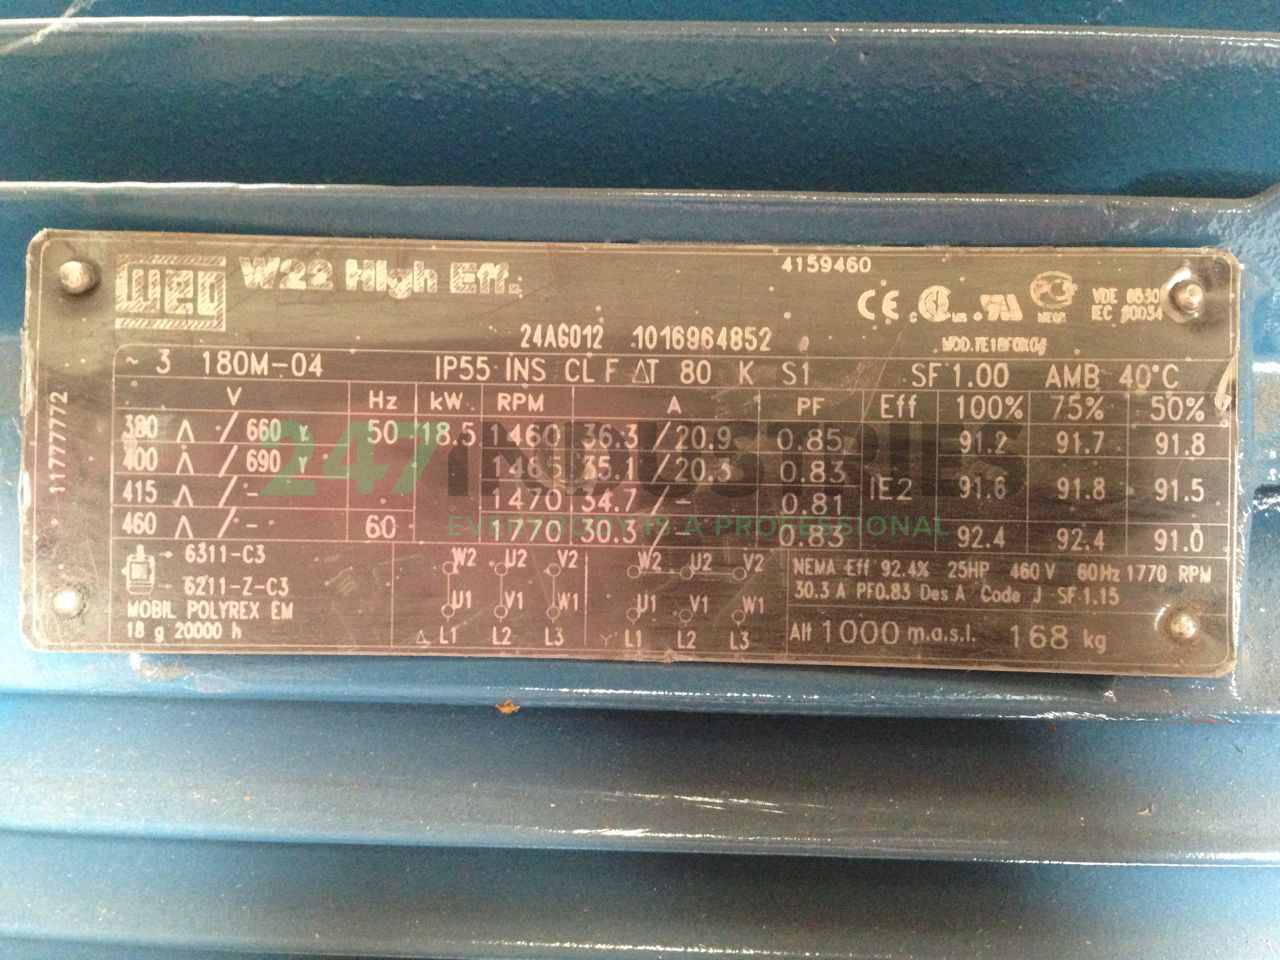 weg W22 High Eff.
4159460
CE
VDE 0530
IEC 60034
24AG012 1016964852
MOD.TE1BF0X0$
11777772
~ 3 180M-04 IP55 INS CL F ΔT 80 K S1 SF 1.00 AMB 40°C
V Hz kW RPM A PF Eff 100% 75% 50%
380 Δ / 660 Y 50 18.5 1460 36.3 / 20.9 0.85 91.2 91.7 91.8
400 Δ / 690 Y 1465 35.1 / 20.3 0.83 IE2 91.6 91.8 91.5
415 Δ / - 1470 34.7 / - 0.81
460 Δ / - 60 1770 30.3 / - 0.83 92.4 92.4 91.0
247 INDUSTRIES
EVERYBODY IS A PROFESSIONAL
→ 6311-C3
→ 6211-Z-C3
MOBIL POLYREX EM
18 g 20000 h
W2 U2 V2
U1 V1 W1
Δ L1 L2 L3
W2 U2 V2
U1 V1 W1
Y L1 L2 L3
NEMA Eff 92.4% 25HP 460 V 60Hz 1770 RPM
30.3 A PF0.83 Des A Code J SF 1.15
Alt 1000 m.a.s.l. 168 kg